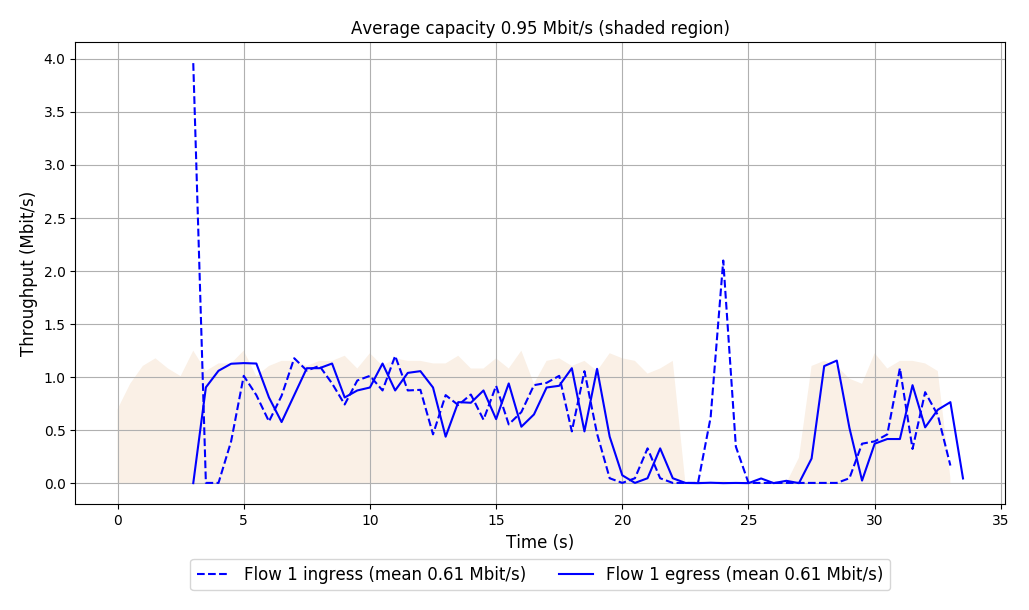 Average capacity 0.95 Mbit/s (shaded region)
Throughput (Mbit/s)
4.0
3.5
3.0
2.5
2.0
1.5
1.0
0.5
0.0
0 5 10 15 20 25 30 35
Time (s)
Flow 1 ingress (mean 0.61 Mbit/s) Flow 1 egress (mean 0.61 Mbit/s)